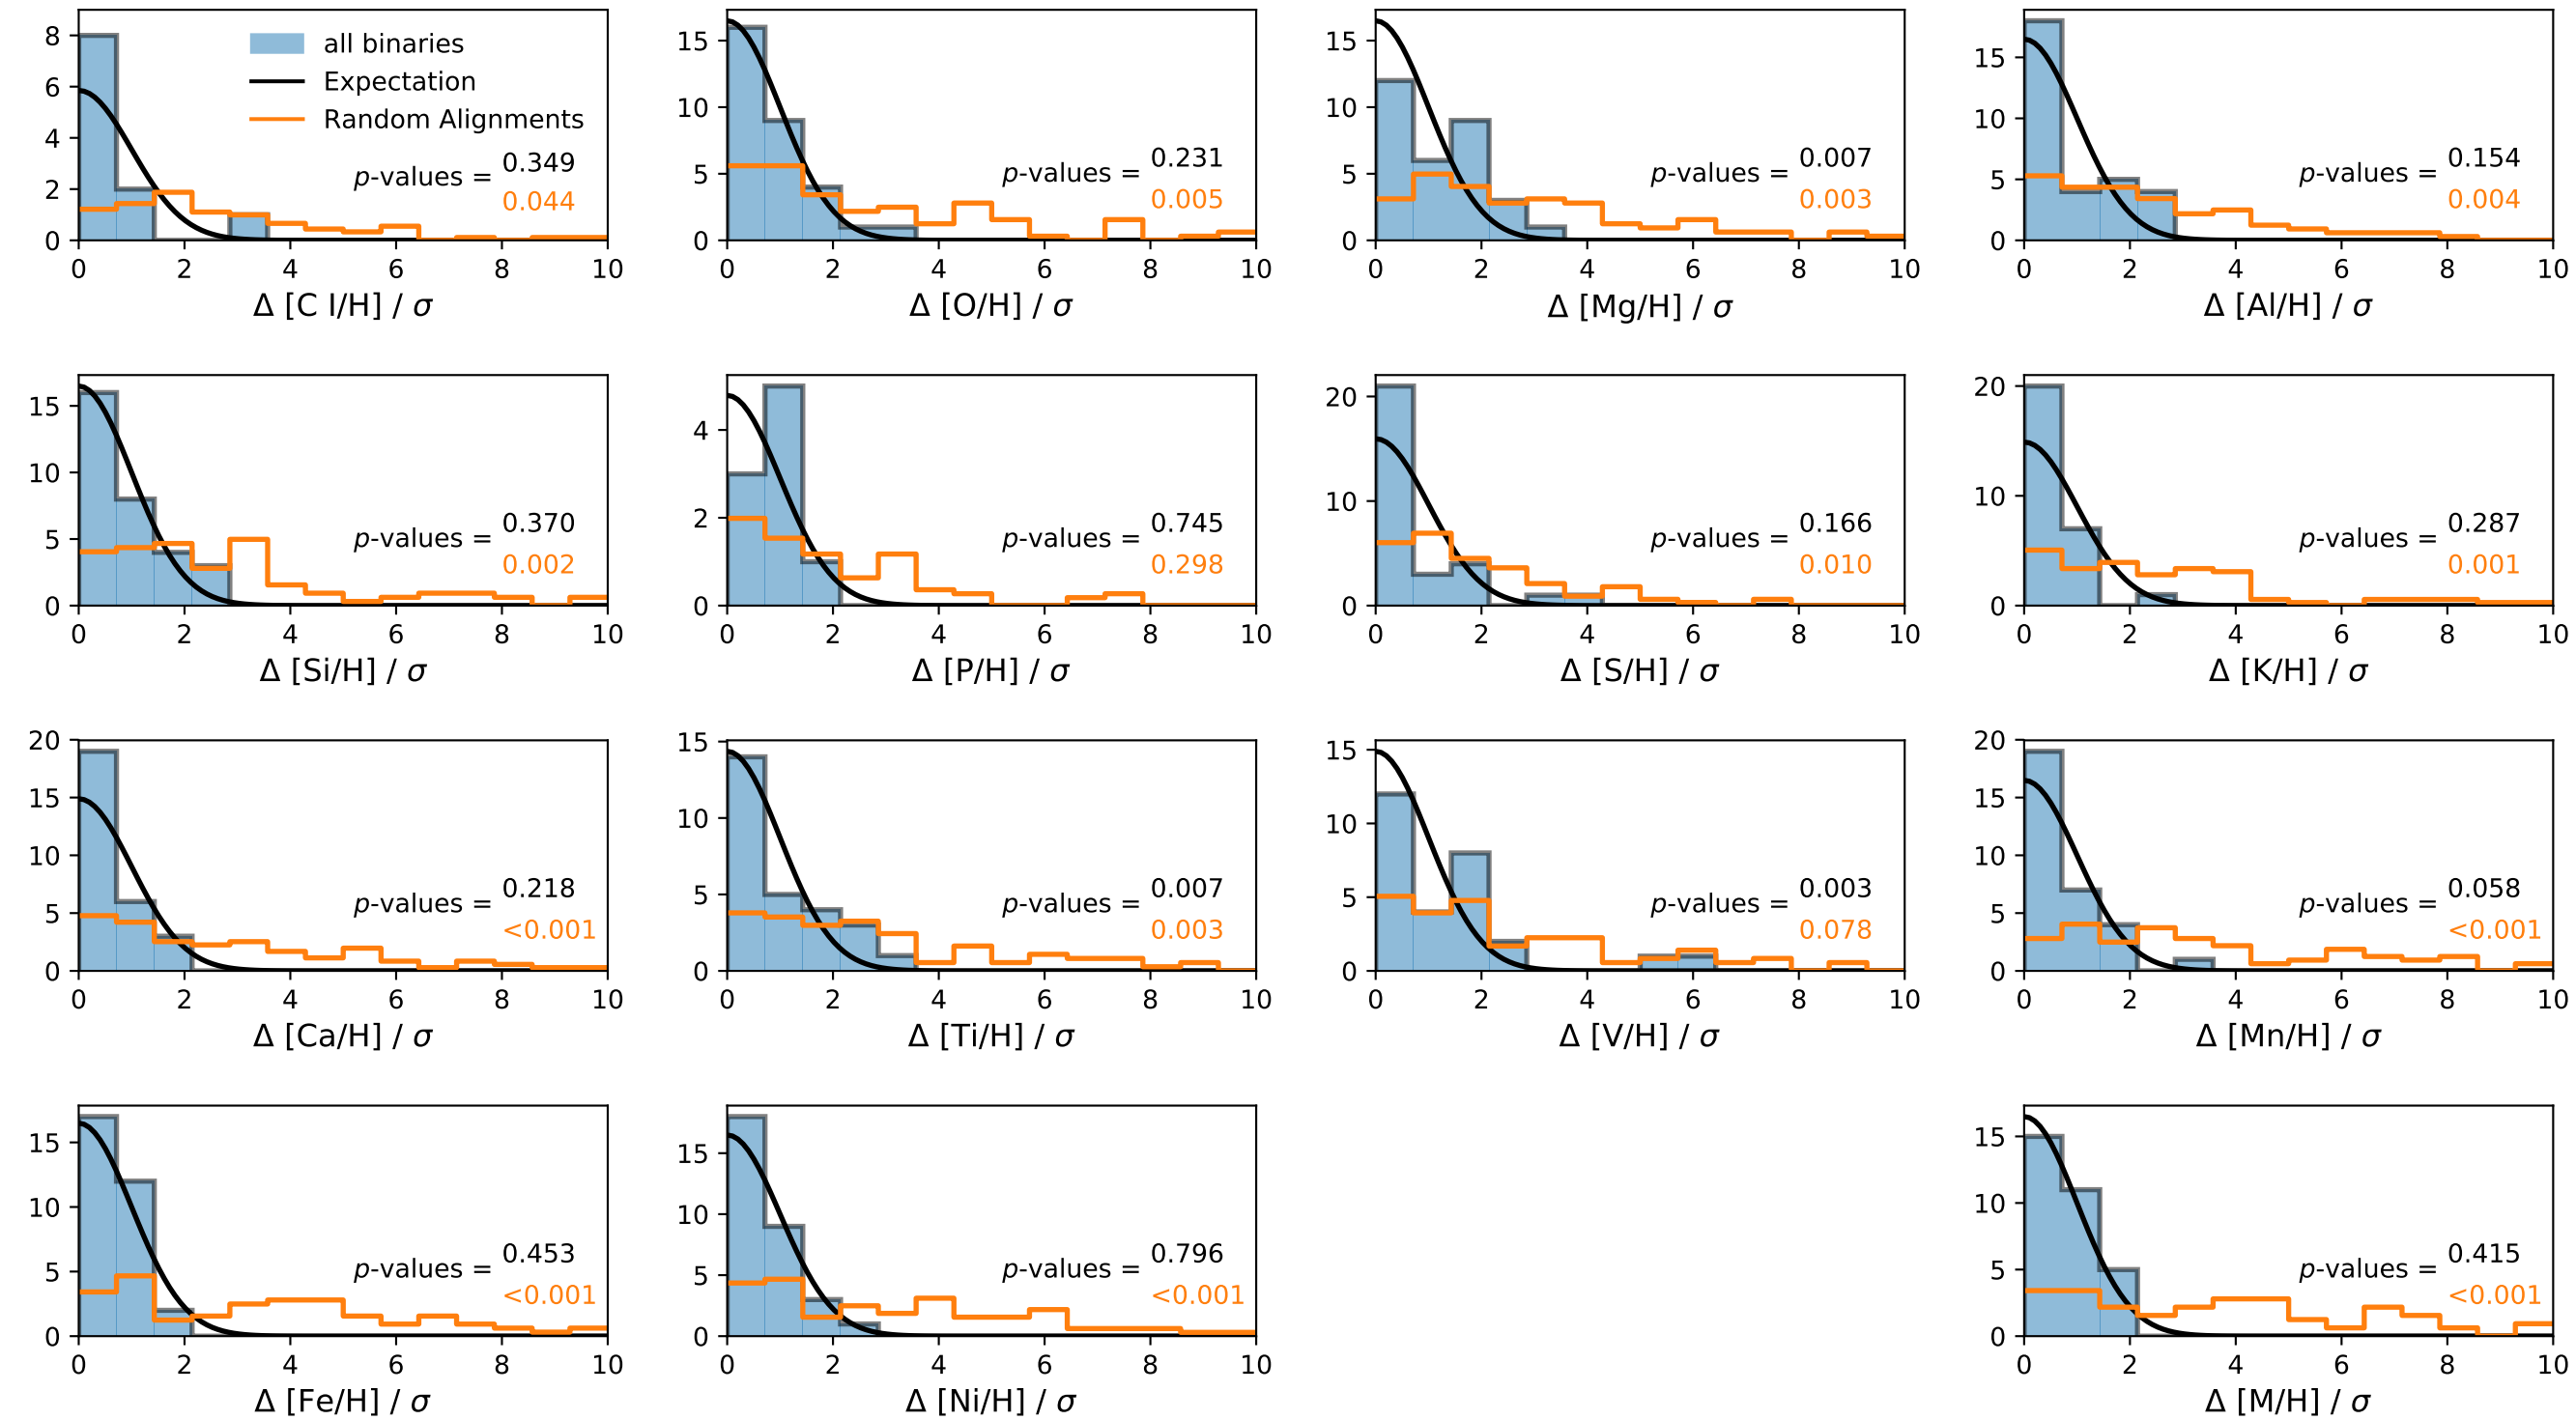 all binaries
Expectation
Random Alignments
p-values = 0.349
0.044
0 2 4 6 8
0 2 4 6 8 10
Δ [C I/H] / σ
p-values = 0.231
0.005
0 5 10 15
0 2 4 6 8 10
Δ [O/H] / σ
p-values = 0.007
0.003
0 5 10 15
0 2 4 6 8 10
Δ [Mg/H] / σ
p-values = 0.154
0.004
0 5 10 15
0 2 4 6 8 10
Δ [Al/H] / σ
p-values = 0.370
0.002
0 5 10 15
0 2 4 6 8 10
Δ [Si/H] / σ
p-values = 0.745
0.298
0 2 4
0 2 4 6 8 10
Δ [P/H] / σ
p-values = 0.166
0.010
0 10 20
0 2 4 6 8 10
Δ [S/H] / σ
p-values = 0.287
0.001
0 10 20
0 2 4 6 8 10
Δ [K/H] / σ
p-values = 0.218
<0.001
0 5 10 15 20
0 2 4 6 8 10
Δ [Ca/H] / σ
p-values = 0.007
0.003
0 5 10 15
0 2 4 6 8 10
Δ [Ti/H] / σ
p-values = 0.003
0.078
0 5 10 15
0 2 4 6 8 10
Δ [V/H] / σ
p-values = 0.058
<0.001
0 5 10 15 20
0 2 4 6 8 10
Δ [Mn/H] / σ
p-values = 0.453
<0.001
0 5 10 15
0 2 4 6 8 10
Δ [Fe/H] / σ
p-values = 0.796
<0.001
0 5 10 15
0 2 4 6 8 10
Δ [Ni/H] / σ
p-values = 0.415
<0.001
0 5 10 15
0 2 4 6 8 10
Δ [M/H] / σ